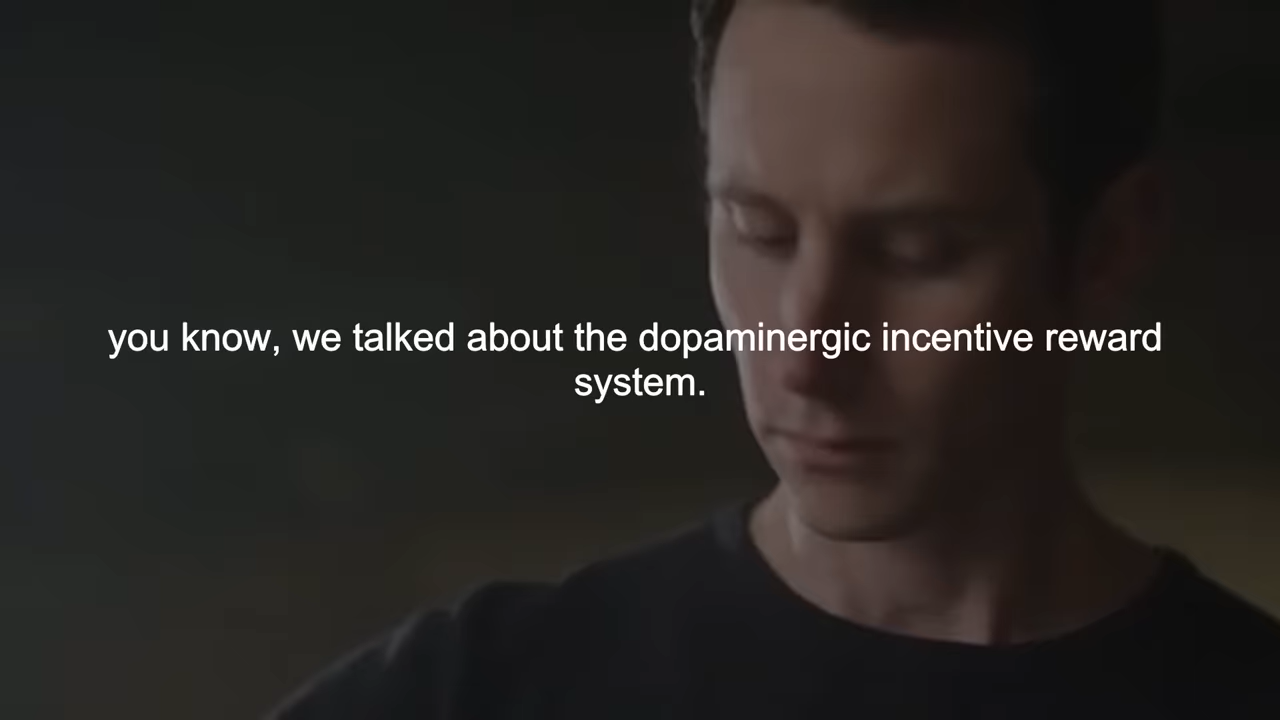 you know, we talked about the dopaminergic incentive reward
system.